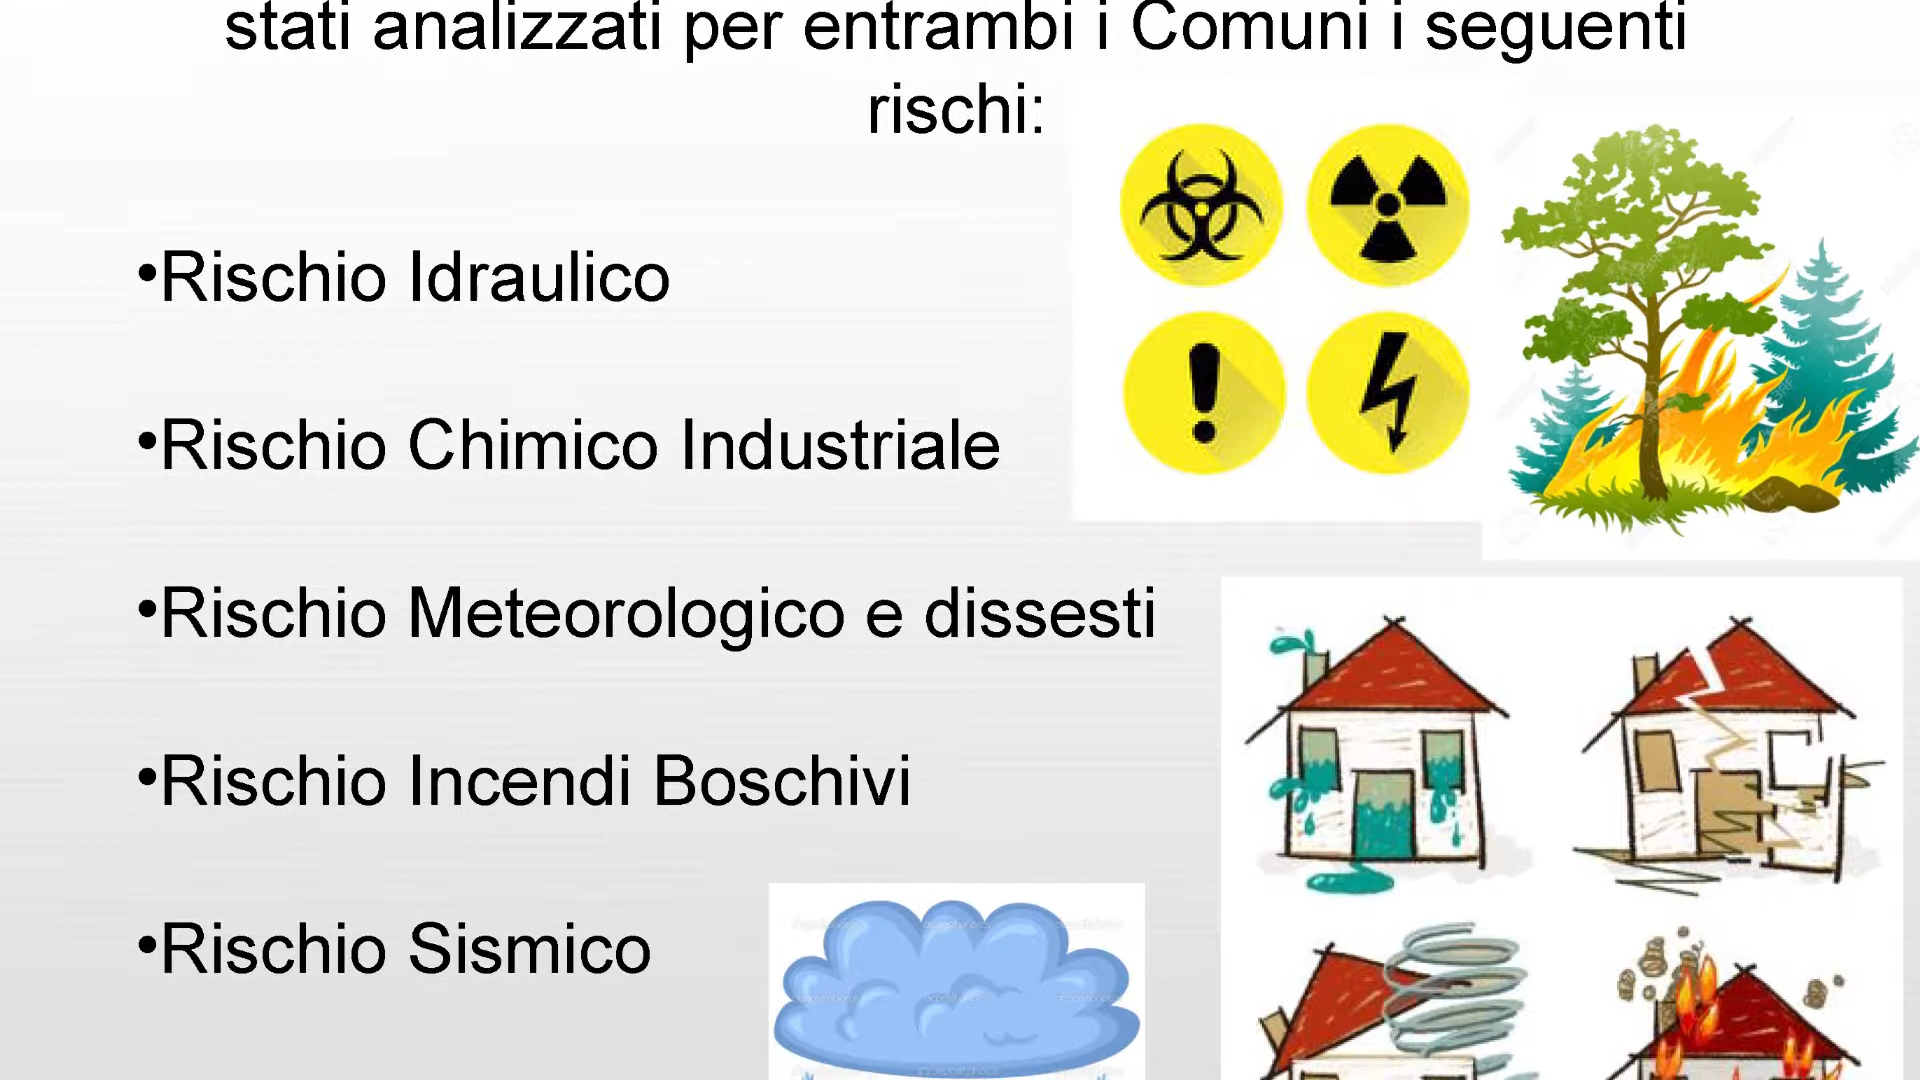 stati analizzati per entrambi i Comuni i seguenti
rischi:
•Rischio Idraulico
•Rischio Chimico Industriale
•Rischio Meteorologico e dissesti
•Rischio Incendi Boschivi
•Rischio Sismico